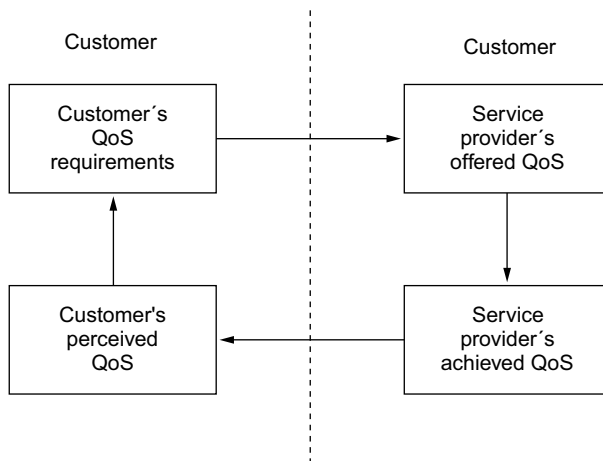 Customer
Customer
Customer´s
QoS
requirements
Service
provider´s
offered QoS
Customer's
perceived
QoS
Service
provider´s
achieved QoS